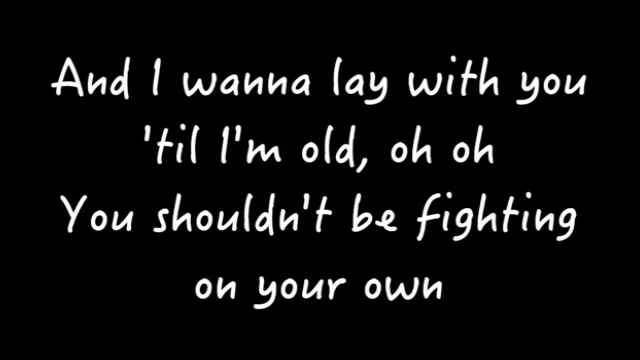 And I wanna lay with you
'til I'm old, oh oh
You shouldn't be fighting
on your own